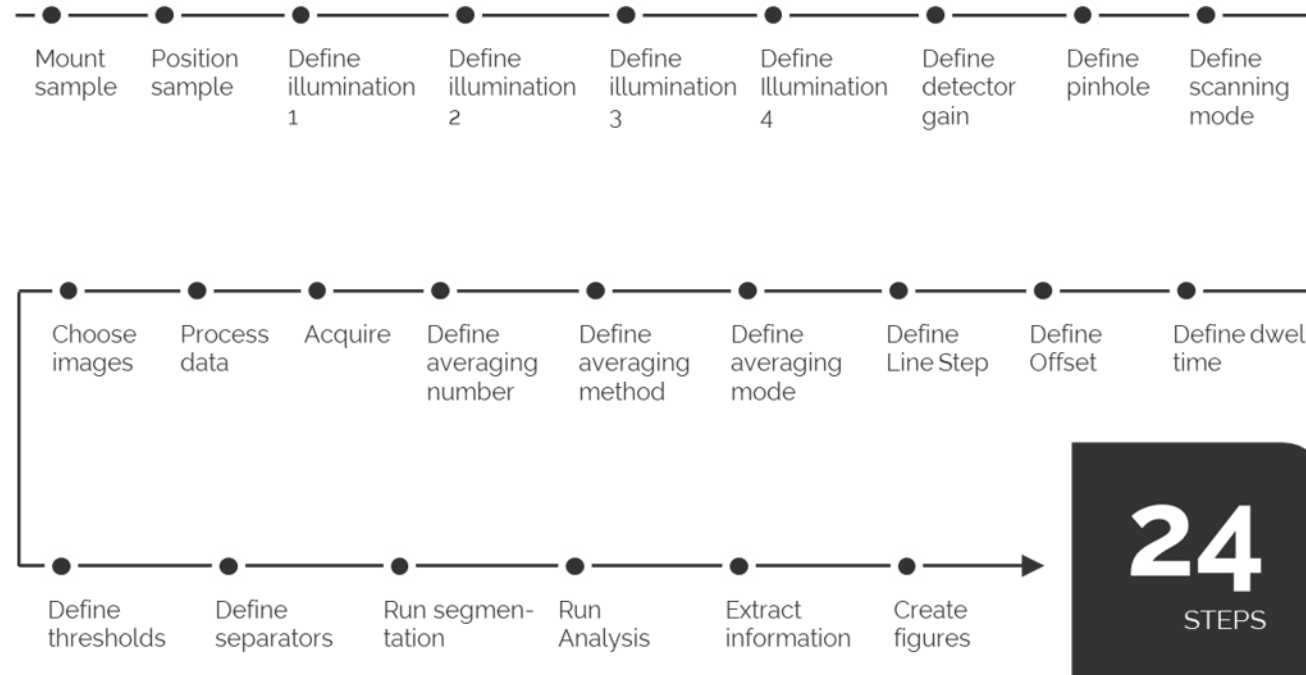 Mount
sample
Position
sample
Define
illumination
1
Define
illumination
2
Define
illumination
3
Define
Illumination
4
Define
detector
gain
Define
pinhole
Define
scanning
mode
Choose
images
Process
data
Acquire
Define
averaging
number
Define
averaging
method
Define
averaging
mode
Define
Line Step
Define
Offset
Define dwel
time
Define
thresholds
Define
separators
Run segmen-
tation
Run
Analysis
Extract
information
Create
figures
24
STEPS